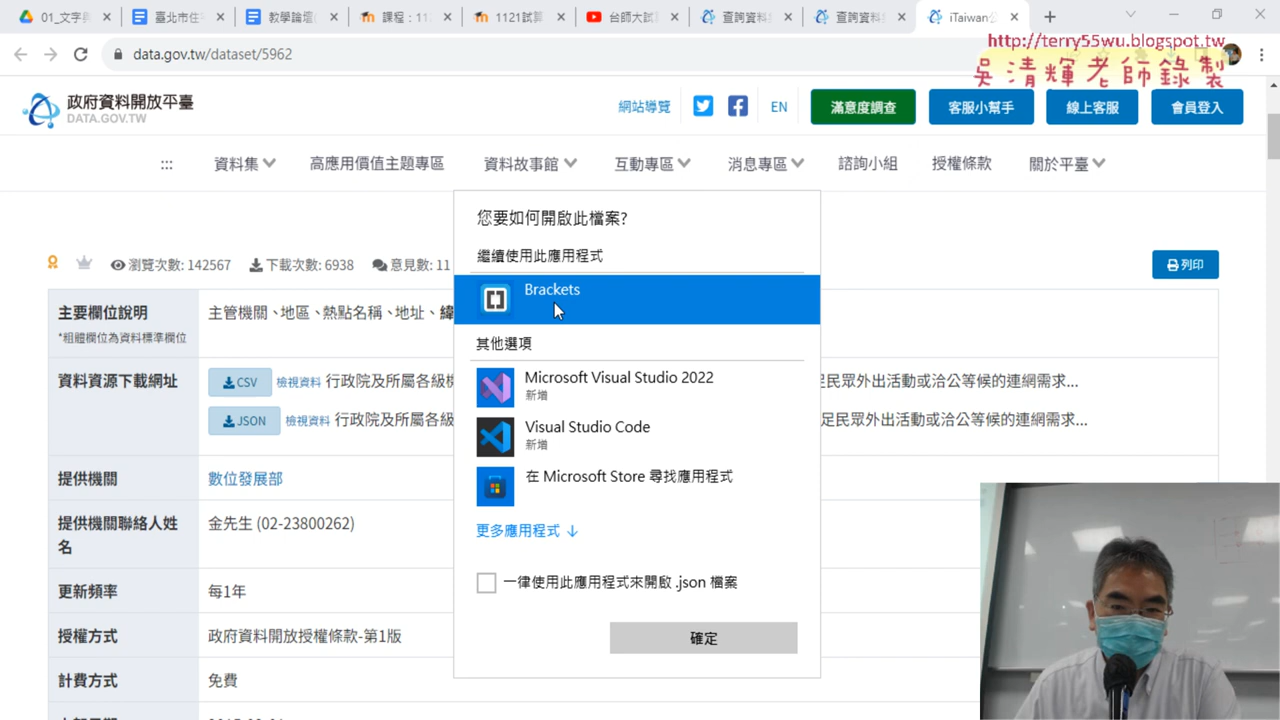 01_文字
臺北市住
教學論壇
課程：11
1121試算
台師大試
查詢資料
查詢資料
iTaiwan公
data.gov.tw/dataset/5962
http://terry55wu.blogspot.tw
吳清輝老師錄製
政府資料開放平臺
DATA.GOV.TW
網站導覽
EN
滿意度調查
客服小幫手
線上客服
會員登入
:::
資料集
高應用價值主題專區
資料故事館
互動專區
消息專區
諮詢小組
授權條款
關於平臺
瀏覽次數: 142567
下載次數: 6938
意見數: 11
列印
主要欄位說明
*粗體欄位為資料標準欄位
主管機關、地區、熱點名稱、地址、緯
資料資源下載網址
CSV 檢視資料 行政院及所屬各級機
足民眾外出活動或洽公等候的連網需求...
JSON 檢視資料 行政院及所屬各級
足民眾外出活動或洽公等候的連網需求...
提供機關
數位發展部
提供機關聯絡人姓
名
金先生 (02-23800262)
更新頻率
每1年
授權方式
政府資料開放授權條款-第1版
計費方式
免費
您要如何開啟此檔案?
繼續使用此應用程式
Brackets
其他選項
Microsoft Visual Studio 2022
新增
Visual Studio Code
新增
在 Microsoft Store 尋找應用程式
更多應用程式 ↓
一律使用此應用程式來開啟 .json 檔案
確定